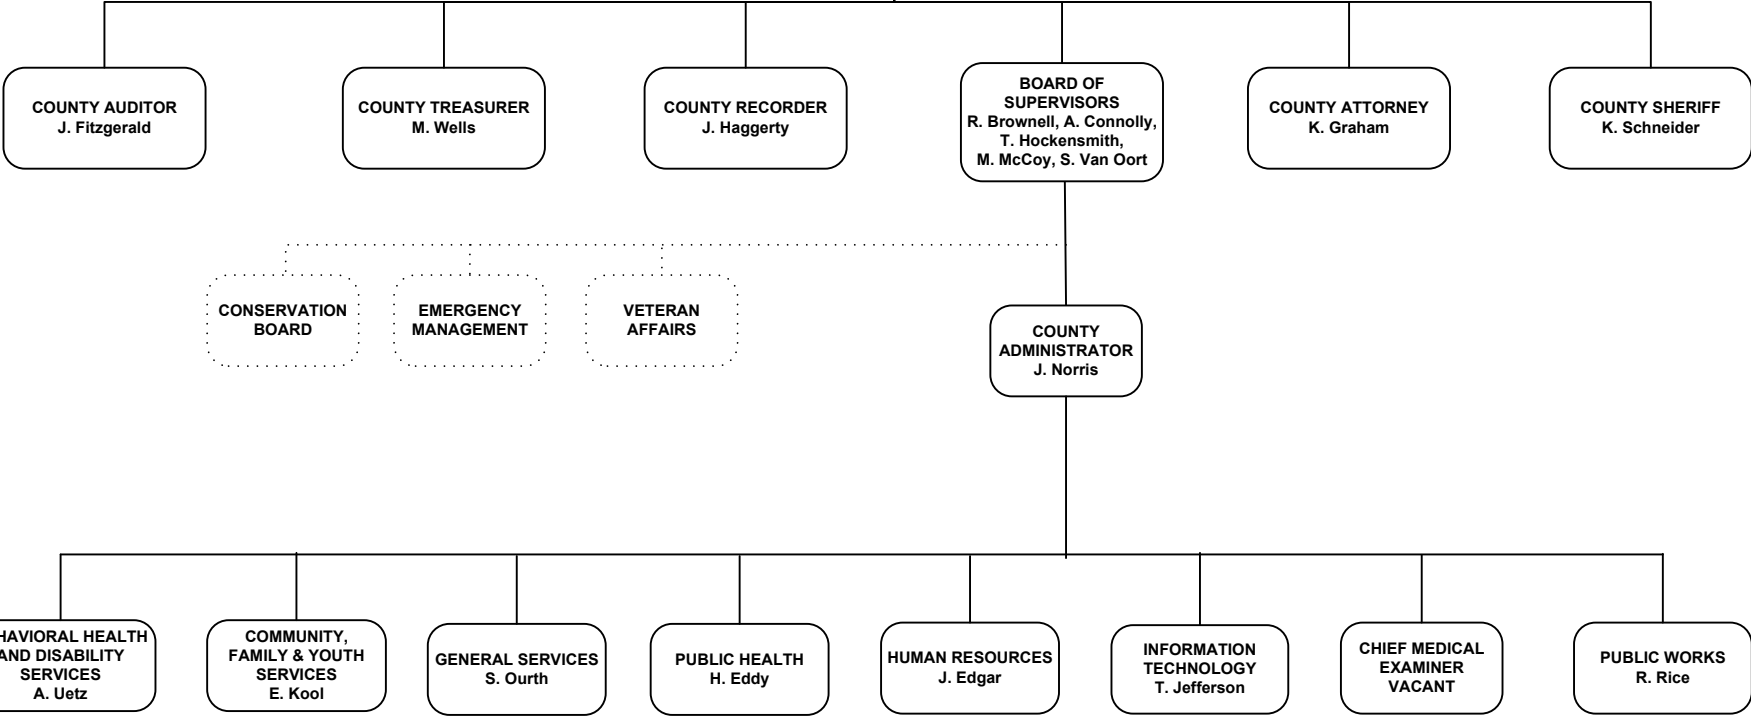 COUNTY AUDITOR
J. Fitzgerald
COUNTY TREASURER
M. Wells
COUNTY RECORDER
J. Haggerty
BOARD OF
SUPERVISORS
R. Brownell, A. Connolly,
T. Hockensmith,
M. McCoy, S. Van Oort
COUNTY ATTORNEY
K. Graham
COUNTY SHERIFF
K. Schneider
CONSERVATION
BOARD
EMERGENCY
MANAGEMENT
VETERAN
AFFAIRS
COUNTY
ADMINISTRATOR
J. Norris
HAVIORAL HEALTH
AND DISABILITY
SERVICES
A. Uetz
COMMUNITY,
FAMILY & YOUTH
SERVICES
E. Kool
GENERAL SERVICES
S. Ourth
PUBLIC HEALTH
H. Eddy
HUMAN RESOURCES
J. Edgar
INFORMATION
TECHNOLOGY
T. Jefferson
CHIEF MEDICAL
EXAMINER
VACANT
PUBLIC WORKS
R. Rice